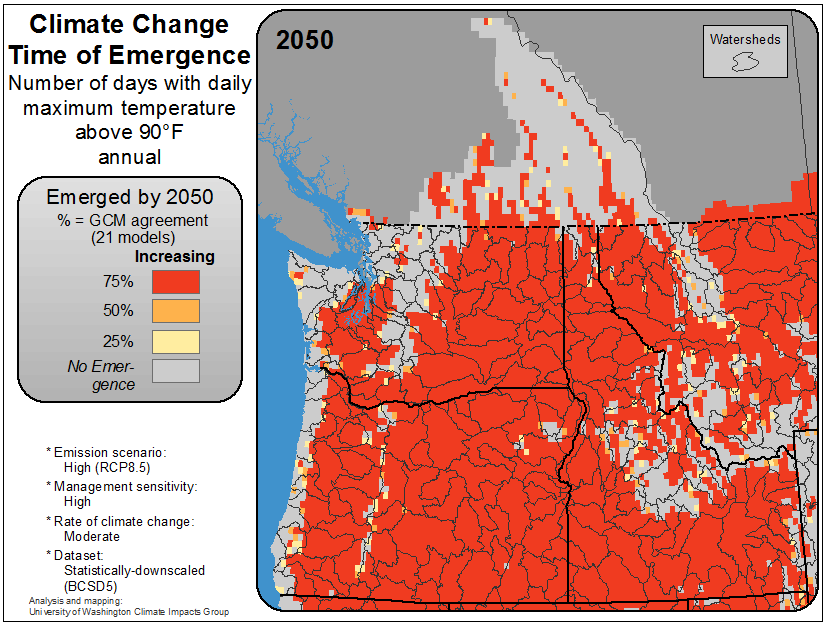 Climate Change
Time of Emergence
Number of days with daily
maximum temperature
above 90°F
annual
Emerged by 2050
% = GCM agreement
(21 models)
Increasing
75%
50%
25%
No Emer-
gence
* Emission scenario:
High (RCP8.5)
* Management sensitivity:
High
* Rate of climate change:
Moderate
* Dataset:
Statistically-downscaled
(BCSD5)
Analysis and mapping:
University of Washington Climate Impacts Group
2050
Watersheds